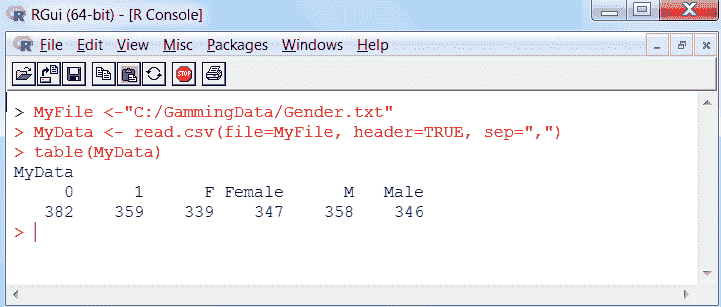 RGui (64-bit) - [R Console]
File Edit View Misc Packages Windows Help
STOP
> MyFile <-"C:/GammingData/Gender.txt"
> MyData <- read.csv(file=MyFile, header=TRUE, sep=",")
> table(MyData)
MyData
     0      1      F Female      M   Male
   382    359    339    347    358    346
>